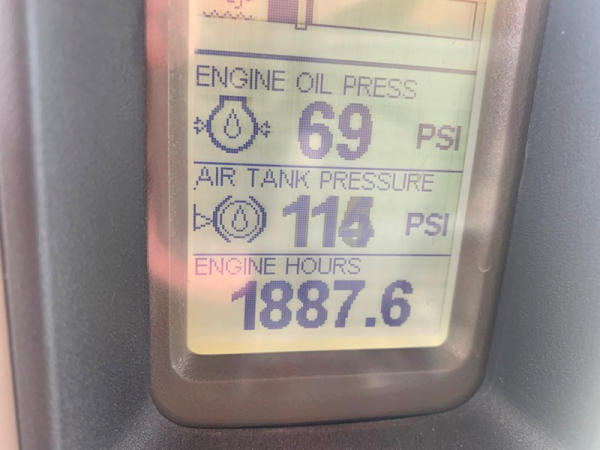 ENGINE OIL PRESS
69 PSI
AIR TANK PRESSURE
PSI
ENGINE HOURS
1887.6